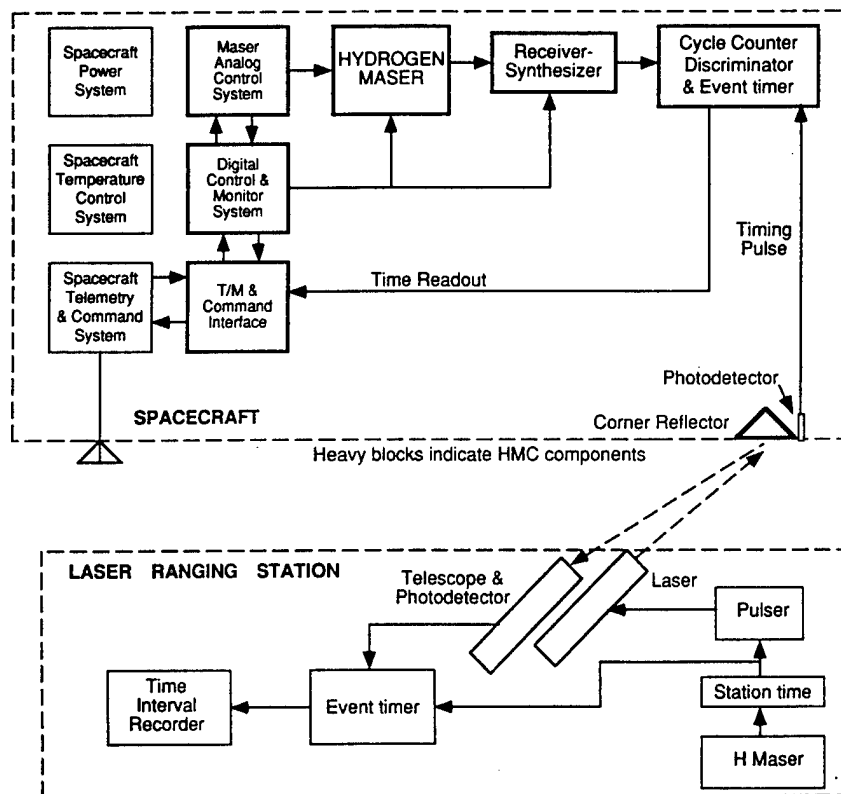 Spacecraft
Power
System
Maser
Analog
Control
System
HYDROGEN
MASER
Receiver-
Synthesizer
Cycle Counter
Discriminator
& Event timer
Spacecraft
Temperature
Control
System
Digital
Control &
Monitor
System
Timing
Pulse
Spacecraft
Telemetry
& Command
System
T/M &
Command
Interface
Time Readout
Photodetector
SPACECRAFT
Corner Reflector
Heavy blocks indicate HMC components
LASER RANGING STATION
Telescope &
Photodetector
Laser
Pulser
Time
Interval
Recorder
Event timer
Station time
H Maser